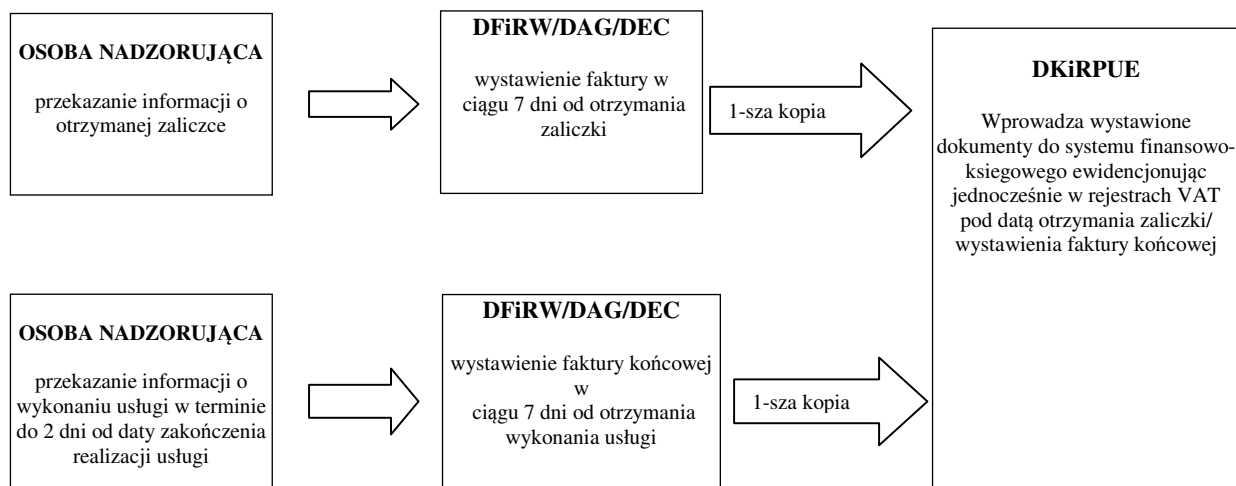 OSOBA NADZORUJĄCA
przekazanie informacji o
otrzymanej zaliczce
DFiRW/DAG/DEC
wystawienie faktury w
ciągu 7 dni od otrzymania
zaliczki
1-sza kopia
DKiRPUE
Wprowadza wystawione
dokumenty do systemu finansowo-
ksiegowego ewidencjonując
jednocześnie w rejestrach VAT
pod datą otrzymania zaliczki/
wystawienia faktury końcowej
OSOBA NADZORUJĄCA
przekazanie informacji o
wykonaniu usługi w terminie
do 2 dni od daty zakończenia
realizacji usługi
DFiRW/DAG/DEC
wystawienie faktury końcowej
w
ciągu 7 dni od otrzymania
wykonania usługi
1-sza kopia